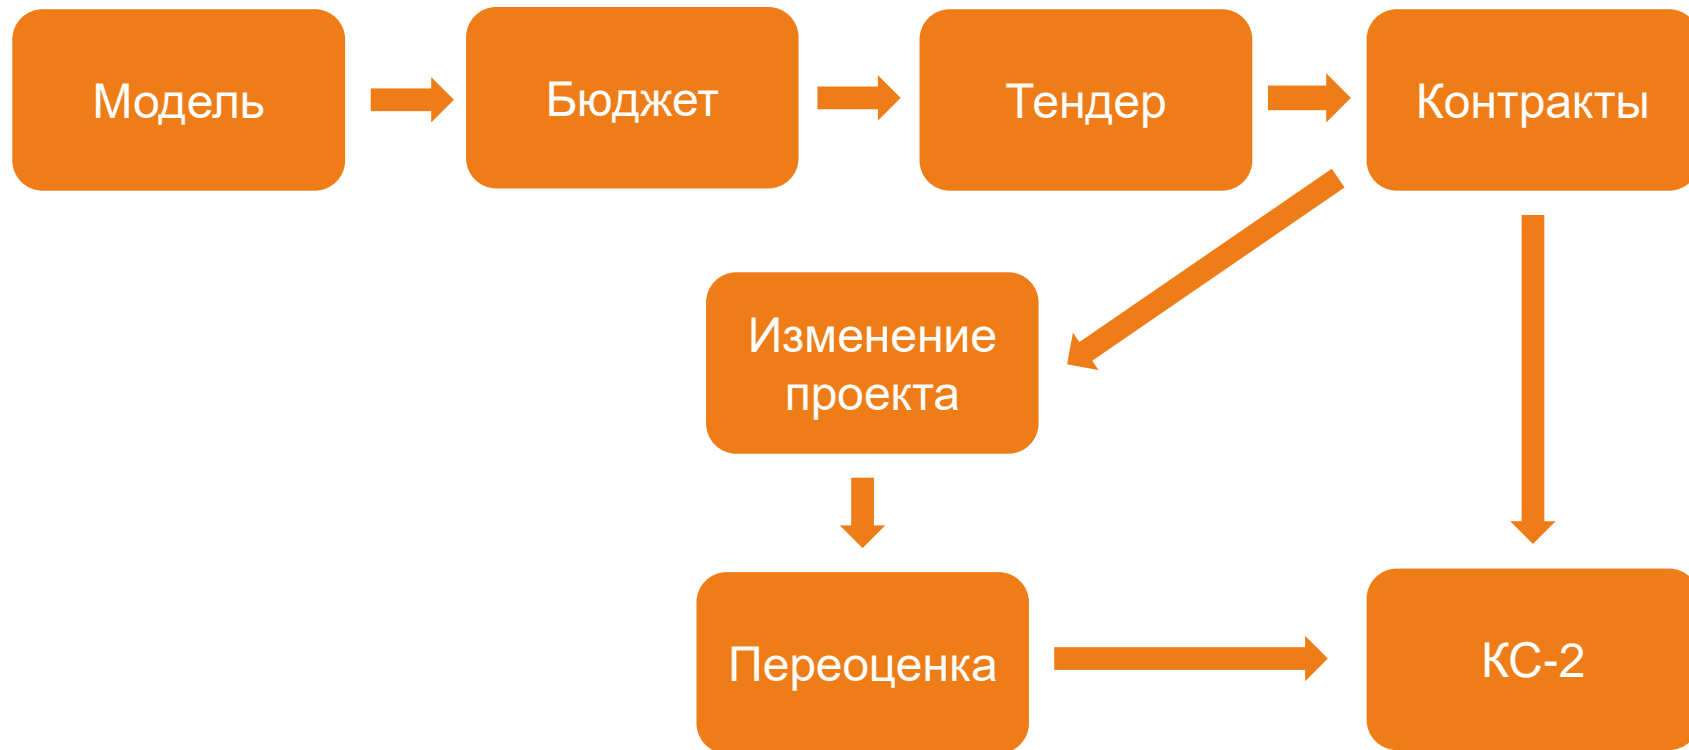 Модель
Бюджет
Тендер
Контракты
Изменение
проекта
Переоценка
КС-2